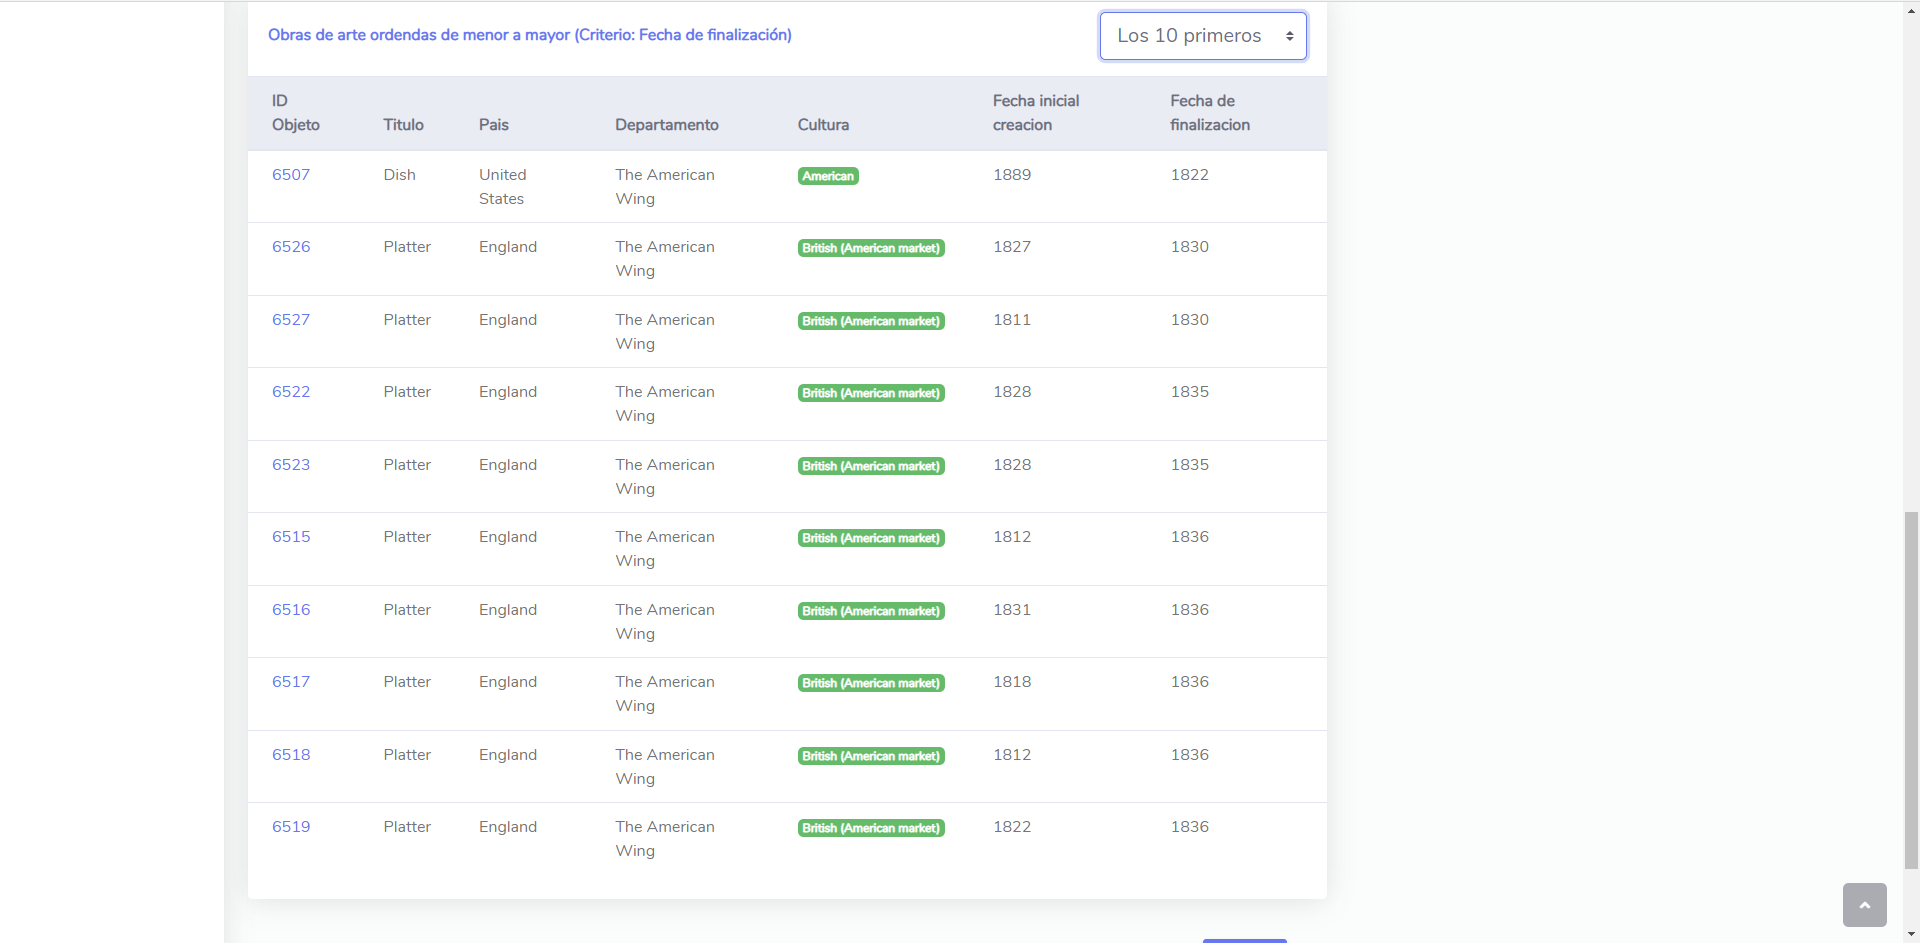 Obras de arte ordendas de menor a mayor (Criterio: Fecha de finalización)
Los 10 primeros
ID Objeto Titulo Pais Departamento Cultura Fecha inicial creacion Fecha de finalizacion
6507 Dish United States The American Wing American 1889 1822
6526 Platter England The American Wing British (American market) 1827 1830
6527 Platter England The American Wing British (American market) 1811 1830
6522 Platter England The American Wing British (American market) 1828 1835
6523 Platter England The American Wing British (American market) 1828 1835
6515 Platter England The American Wing British (American market) 1812 1836
6516 Platter England The American Wing British (American market) 1831 1836
6517 Platter England The American Wing British (American market) 1818 1836
6518 Platter England The American Wing British (American market) 1812 1836
6519 Platter England The American Wing British (American market) 1822 1836